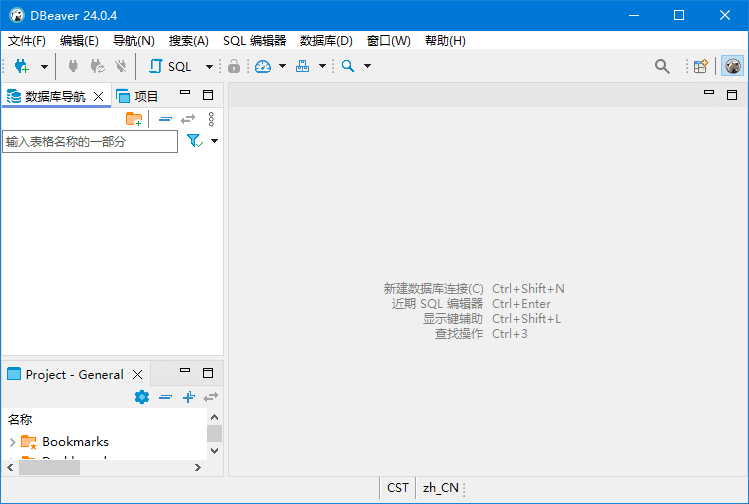 DBeaver 24.0.4
文件(F) 编辑(E) 导航(N) 搜索(A) SQL 编辑器 数据库(D) 窗口(W) 帮助(H)
SQL
数据库导航 项目
输入表格名称的一部分
新建数据库连接(C) Ctrl+Shift+N
近期 SQL 编辑器 Ctrl+Enter
显示键辅助 Ctrl+Shift+L
查找操作 Ctrl+3
Project - General
名称
Bookmarks
CST zh_CN